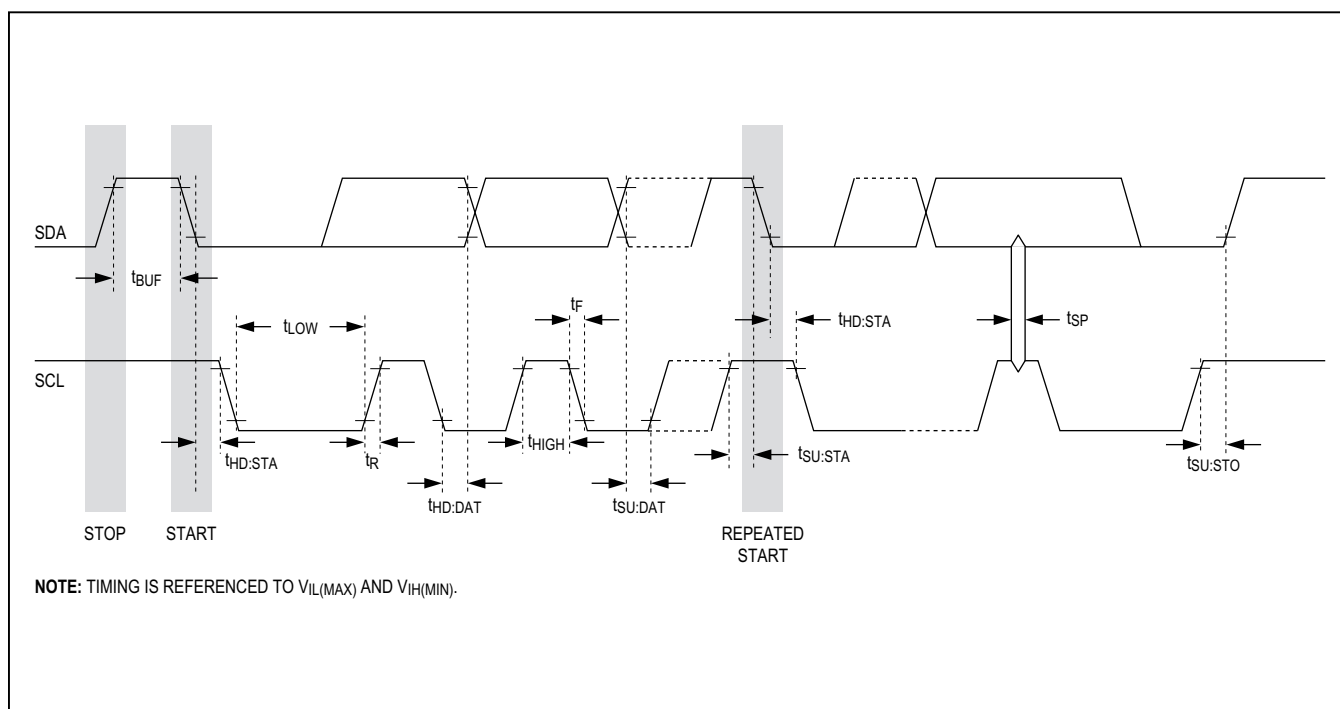 SDA
tBUF
tF
tLOW
tHD:STA
tSP
SCL
tHD:STA
tR
tHIGH
tSU:STA
tSU:STO
tHD:DAT
tSU:DAT
STOP
START
REPEATED
START
NOTE: TIMING IS REFERENCED TO VIL(MAX) AND VIH(MIN).